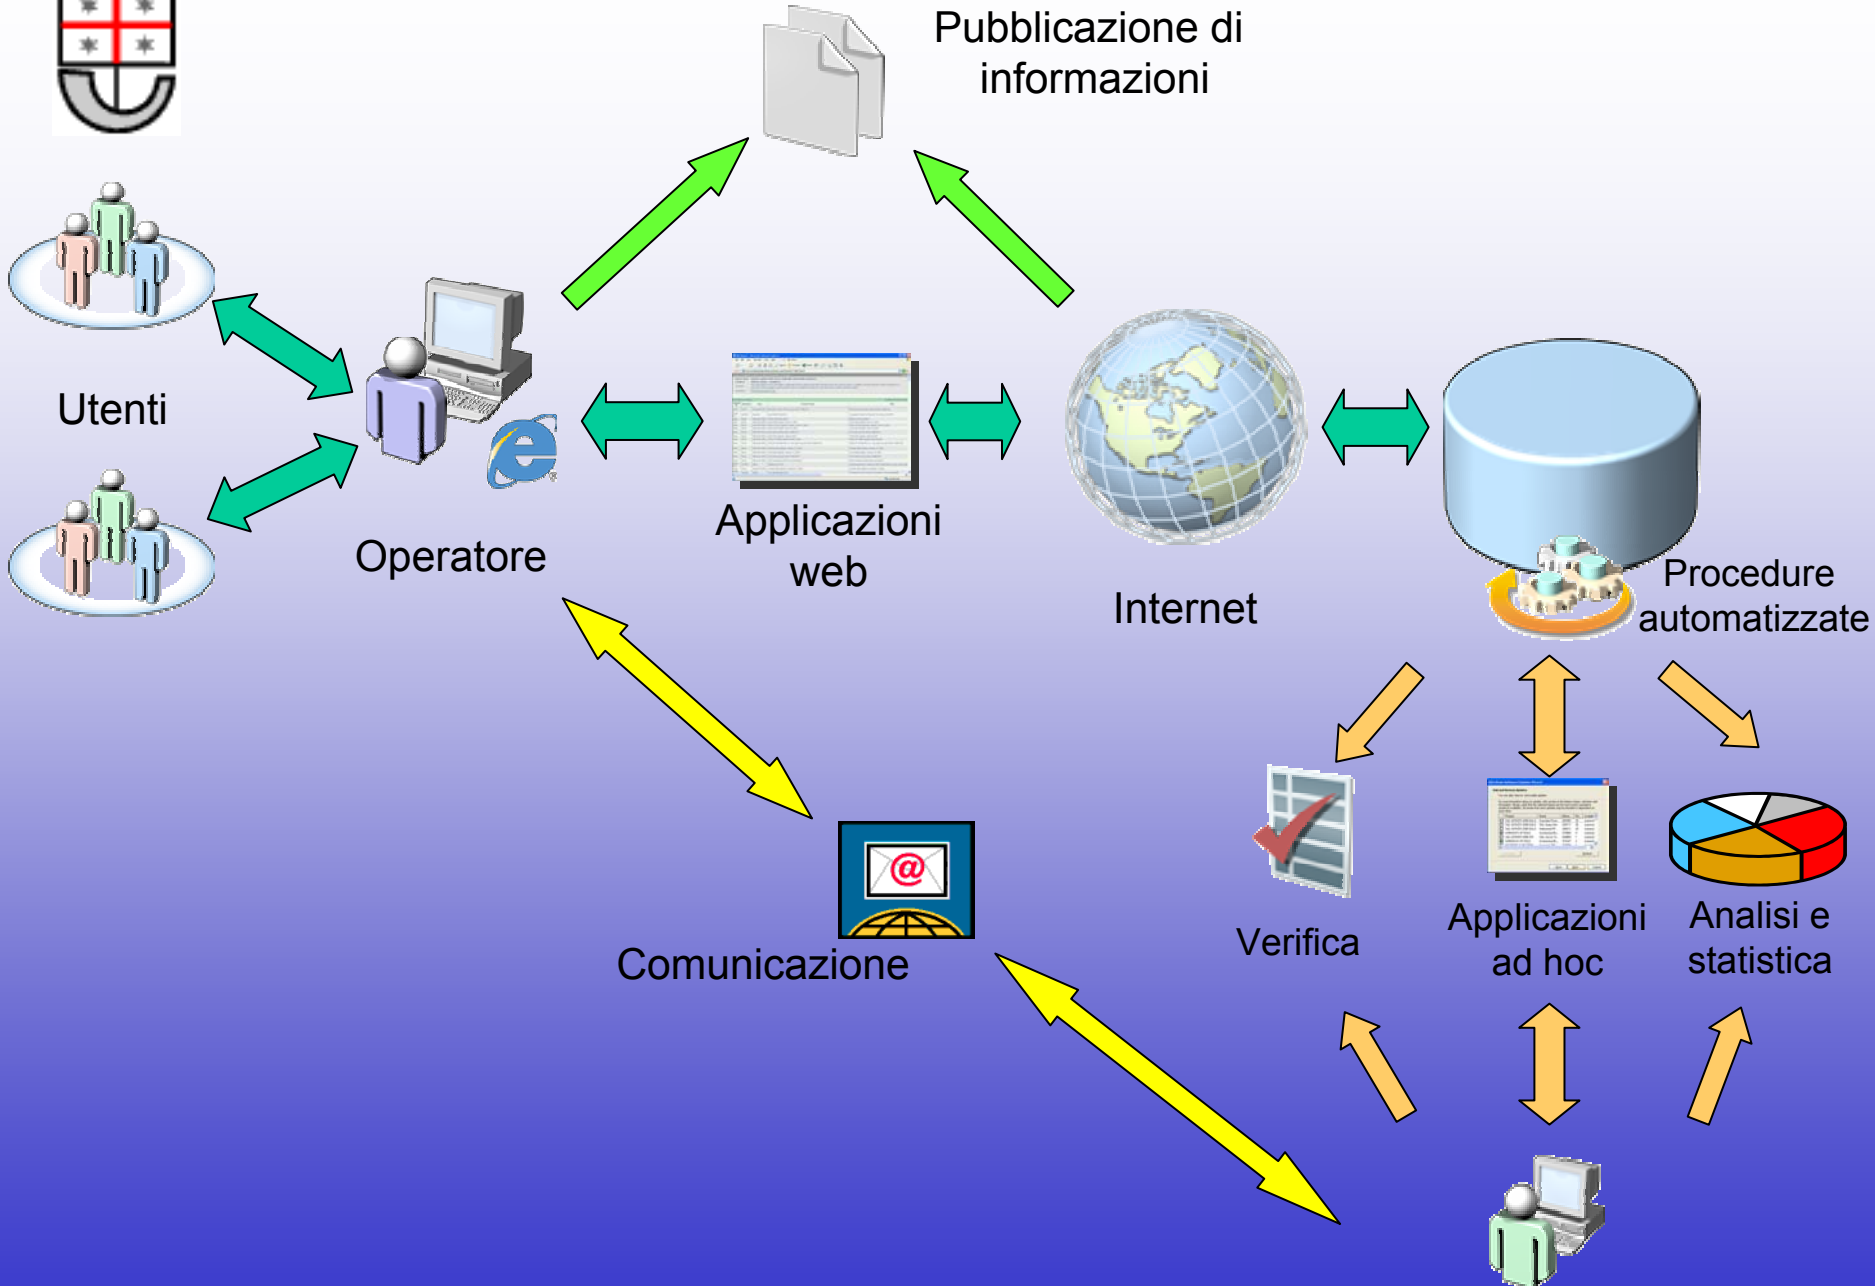 Pubblicazione di
informazioni
Utenti
Operatore
Applicazioni
web
Internet
Procedure
automatizzate
@
Comunicazione
Verifica
Applicazioni
ad hoc
Analisi e
statistica